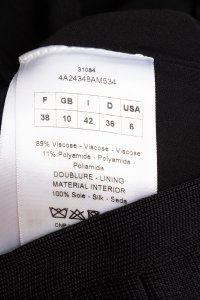 31084
4A24348AM534
F GB I D USA
38 10 42 36 6
89% Viscose - Viscose - Viscosa
11% Polyamide - Polyamide -
Poliamida
DOUBLURE - LINING
MATERIAL INTERIOR
100% Soie - Silk - Seda